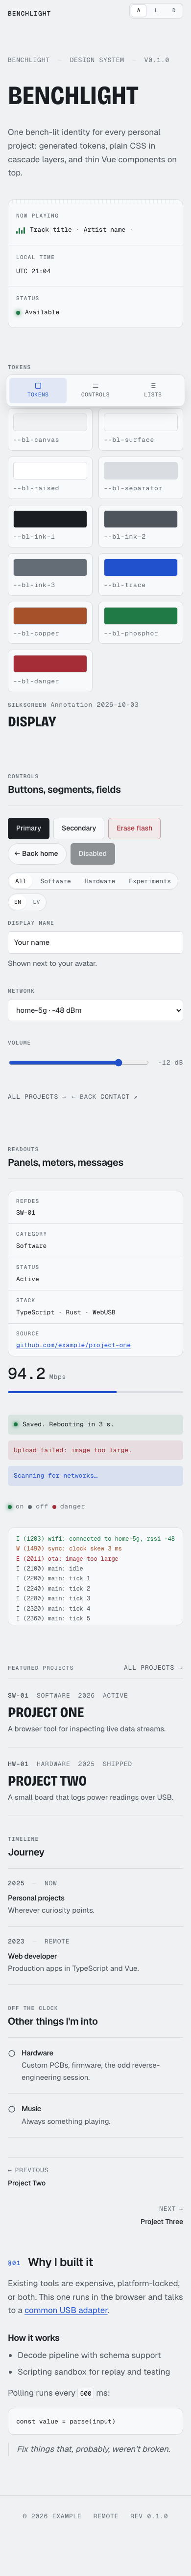 BENCHLIGHT
A L D
BENCHLIGHT · DESIGN SYSTEM · V0.1.0
BENCHLIGHT
One bench-lit identity for every personal
project: generated tokens, plain CSS in
cascade layers, and thin Vue components on
top.
NOW PLAYING
Track title · Artist name ·
LOCAL TIME
UTC 21:04
STATUS
Available
TOKENS
TOKENS CONTROLS LISTS
--bl-canvas --bl-surface
--bl-raised --bl-separator
--bl-ink-1 --bl-ink-2
--bl-ink-3 --bl-trace
--bl-copper --bl-phosphor
--bl-danger
SILKSCREEN Annotation 2026-10-03
DISPLAY
CONTROLS
Buttons, segments, fields
Primary Secondary Erase flash
← Back home Disabled
All Software Hardware Experiments
EN LV
DISPLAY NAME
Your name
Shown next to your avatar.
NETWORK
home-5g · -48 dBm
VOLUME
-12 dB
ALL PROJECTS → ← BACK CONTACT ↗
READOUTS
Panels, meters, messages
REFDES
SW-01
CATEGORY
Software
STATUS
Active
STACK
TypeScript · Rust · WebUSB
SOURCE
github.com/example/project-one
94.2 Mbps
Saved. Rebooting in 3 s.
Upload failed: image too large.
Scanning for networks…
on off danger
I (1203) wifi: connected to home-5g, rssi -48
W (1490) sync: clock skew 3 ms
E (2011) ota: image too large
I (2100) main: idle
I (2200) main: tick 1
I (2240) main: tick 2
I (2280) main: tick 3
I (2320) main: tick 4
I (2360) main: tick 5
FEATURED PROJECTS ALL PROJECTS →
SW-01 SOFTWARE 2026 ACTIVE
PROJECT ONE
A browser tool for inspecting live data streams.
HW-01 HARDWARE 2025 SHIPPED
PROJECT TWO
A small board that logs power readings over USB.
TIMELINE
Journey
2025 · NOW
Personal projects
Wherever curiosity points.
2023 · REMOTE
Web developer
Production apps in TypeScript and Vue.
OFF THE CLOCK
Other things I'm into
Hardware
Custom PCBs, firmware, the odd reverse-
engineering session.
Music
Always something playing.
← PREVIOUS
Project Two
NEXT →
Project Three
§01 Why I built it
Existing tools are expensive, platform-locked,
or both. This one runs in the browser and talks
to a common USB adapter.
How it works
• Decode pipeline with schema support
• Scripting sandbox for replay and testing
Polling runs every 500 ms:
const value = parse(input)
Fix things that, probably, weren't broken.
© 2026 EXAMPLE REMOTE REV 0.1.0